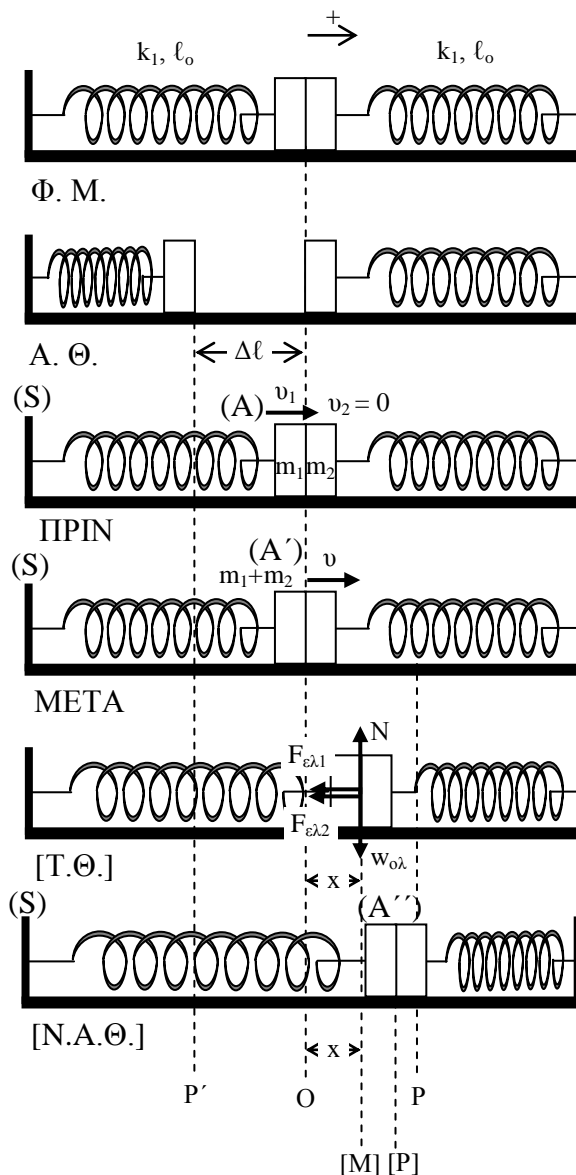 +
k₁, ℓₒ k₁, ℓₒ
Φ. Μ.
Α. Θ. Δℓ
(S) (A) υ₁ υ₂ = 0
m₁ m₂
ΠΡΙΝ
(S) (A΄) υ
m₁+m₂
ΜΕΤΑ
N
Fελ1
Fελ2
wολ
[Τ.Θ.]
x
(S) (A΄΄)
[Ν.Α.Θ.]
x
P΄ O P
[M] [P]